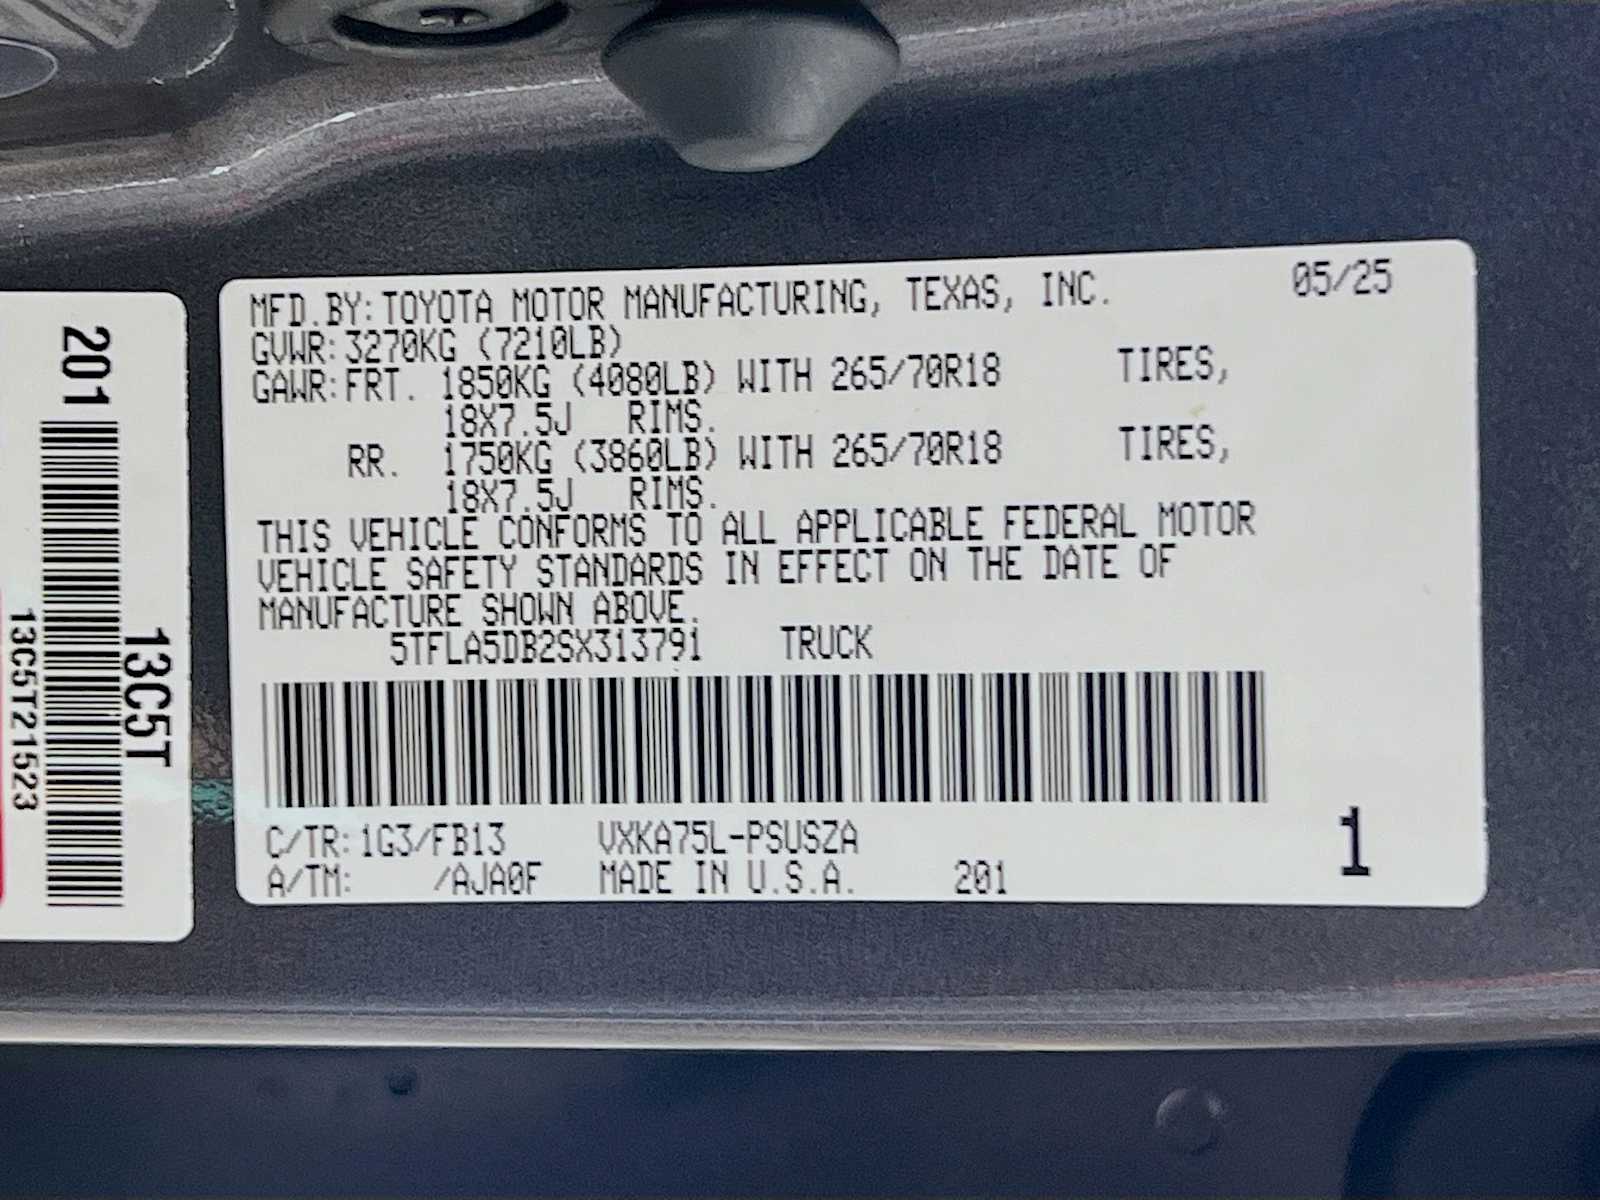 201
13C5T
13C5T21523
MFD.BY:TOYOTA MOTOR MANUFACTURING, TEXAS, INC. 05/25
GVWR:3270KG (7210LB)
GAWR:FRT. 1850KG (4080LB) WITH 265/70R18 TIRES,
18X7.5J RIMS.
RR. 1750KG (3860LB) WITH 265/70R18 TIRES,
18X7.5J RIMS.
THIS VEHICLE CONFORMS TO ALL APPLICABLE FEDERAL MOTOR
VEHICLE SAFETY STANDARDS IN EFFECT ON THE DATE OF
MANUFACTURE SHOWN ABOVE.
5TFLA5DB2SX313791 TRUCK
C/TR:1G3/FB13 VXKA75L-PSUSZA
A/TM: /AJA0F MADE IN U.S.A. 201
1